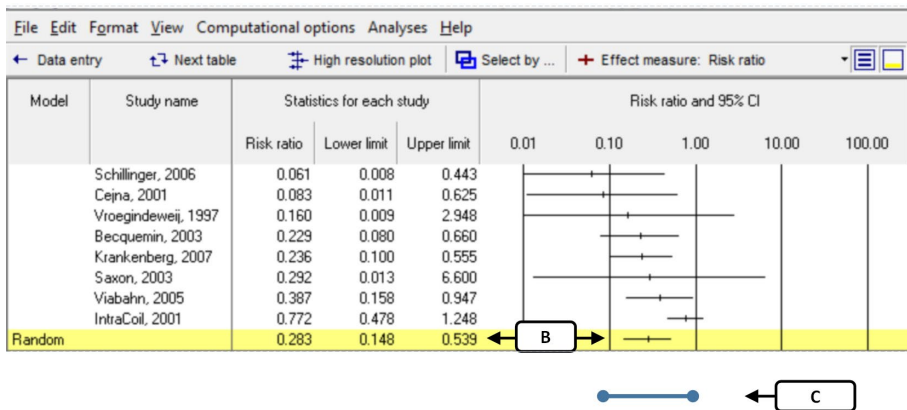 File Edit Format View Computational options Analyses Help
← Data entry Next table High resolution plot Select by ... + Effect measure: Risk ratio
Model Study name Statistics for each study Risk ratio and 95% CI
Risk ratio Lower limit Upper limit 0.01 0.10 1.00 10.00 100.00
Schillinger, 2006 0.061 0.008 0.443
Cejna, 2001 0.083 0.011 0.625
Vroegindeweij, 1997 0.160 0.009 2.948
Becquemin, 2003 0.229 0.080 0.660
Krankenberg, 2007 0.236 0.100 0.555
Saxon, 2003 0.292 0.013 6.600
Viabahn, 2005 0.387 0.158 0.947
IntraCoil, 2001 0.772 0.478 1.248
Random 0.283 0.148 0.539 B
C